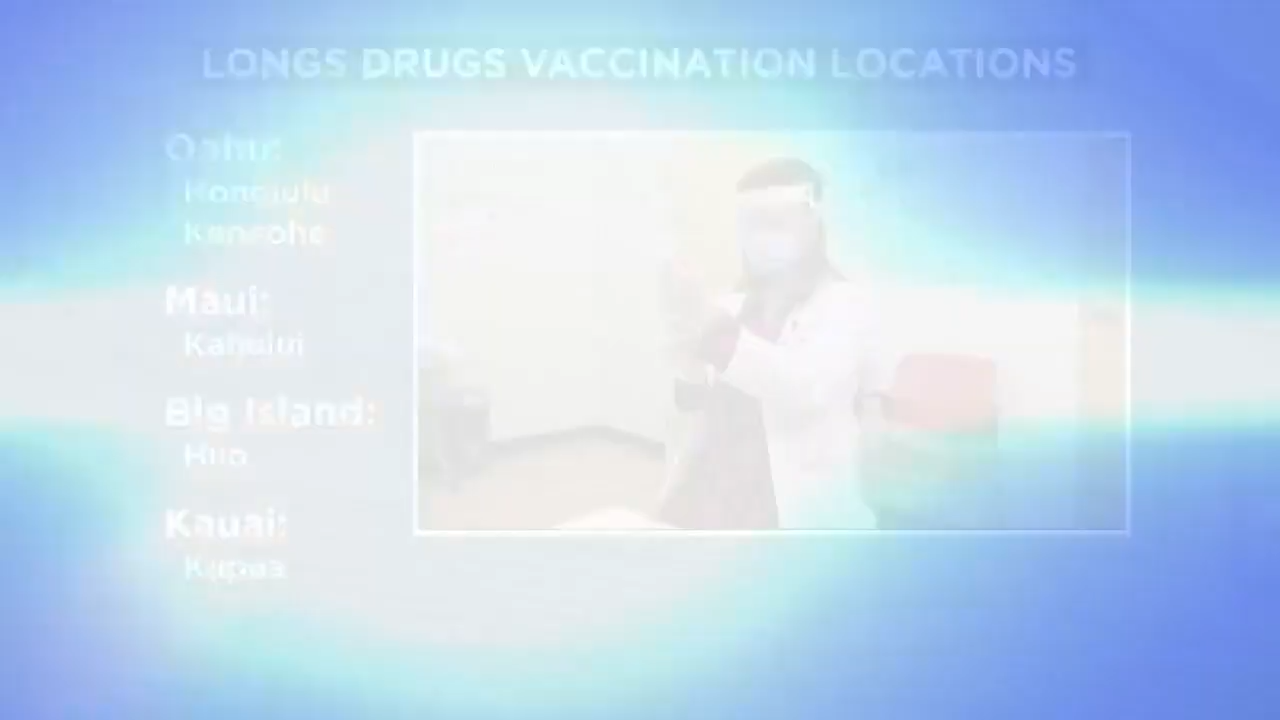 LONGS DRUGS VACCINATION LOCATIONS
Oahu:
Honolulu
Kaneohe
Maui:
Kahului
Big Island:
Hilo
Kauai:
Kapaa